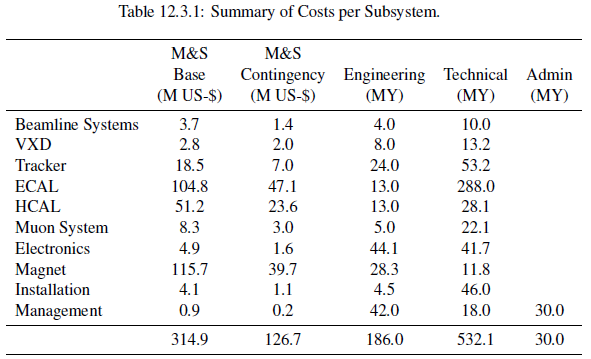 Table 12.3.1: Summary of Costs per Subsystem.
M&S M&S
Base Contingency Engineering Technical Admin
(M US-$) (M US-$) (MY) (MY) (MY)
Beamline Systems 3.7 1.4 4.0 10.0
VXD 2.8 2.0 8.0 13.2
Tracker 18.5 7.0 24.0 53.2
ECAL 104.8 47.1 13.0 288.0
HCAL 51.2 23.6 13.0 28.1
Muon System 8.3 3.0 5.0 22.1
Electronics 4.9 1.6 44.1 41.7
Magnet 115.7 39.7 28.3 11.8
Installation 4.1 1.1 4.5 46.0
Management 0.9 0.2 42.0 18.0 30.0
314.9 126.7 186.0 532.1 30.0